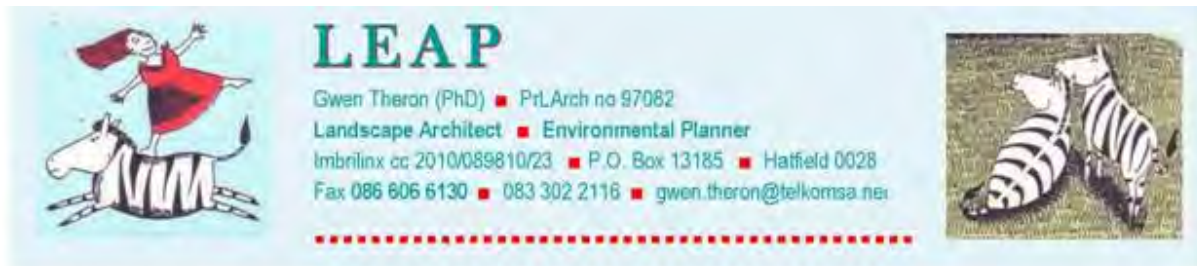 LEAP
Gwen Theron (PhD) ■ PrLArch no 97082
Landscape Architect ■ Environmental Planner
Imbrilinx cc 2010/089810/23 ■ P.O. Box 13185 ■ Hatfield 0028
Fax 086 606 6130 ■ 083 302 2116 ■ gwen.theron@telkomsa.net